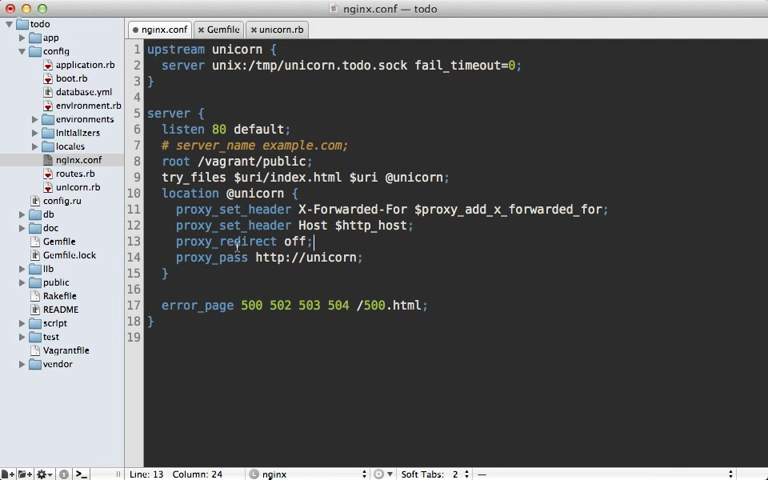 nginx.conf — todo
todo
app
config
application.rb
boot.rb
database.yml
environment.rb
environments
initializers
locales
nginx.conf
routes.rb
unicorn.rb
config.ru
db
doc
Gemfile
Gemfile.lock
lib
public
Rakefile
README
script
test
Vagrantfile
vendor
nginx.conf Gemfile unicorn.rb
1 upstream unicorn {
2 server unix:/tmp/unicorn.todo.sock fail_timeout=0;
3 }
4
5 server {
6 listen 80 default;
7 # server_name example.com;
8 root /vagrant/public;
9 try_files $uri/index.html $uri @unicorn;
10 location @unicorn {
11 proxy_set_header X-Forwarded-For $proxy_add_x_forwarded_for;
12 proxy_set_header Host $http_host;
13 proxy_redirect off;
14 proxy_pass http://unicorn;
15 }
16
17 error_page 500 502 503 504 /500.html;
18 }
19
Line: 13 Column: 24 nginx Soft Tabs: 2 —